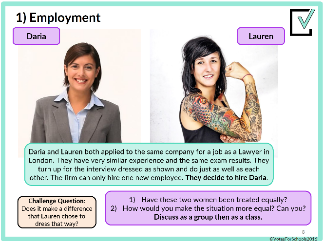 1) Employment
Daria
Lauren
Daria and Lauren both applied to the same company for a job as a Lawyer in
London. They have very similar experience and the same exam results. They
turn up for the interview dressed as shown and do just as well as each
other. The firm can only hire one new employee. They decide to hire Daria.
Challenge Question:
Does it make a difference
that Lauren chose to
dress that way?
1) Have these two women been treated equally?
2) How would you make the situation more equal? Can you?
Discuss as a group then as a class.